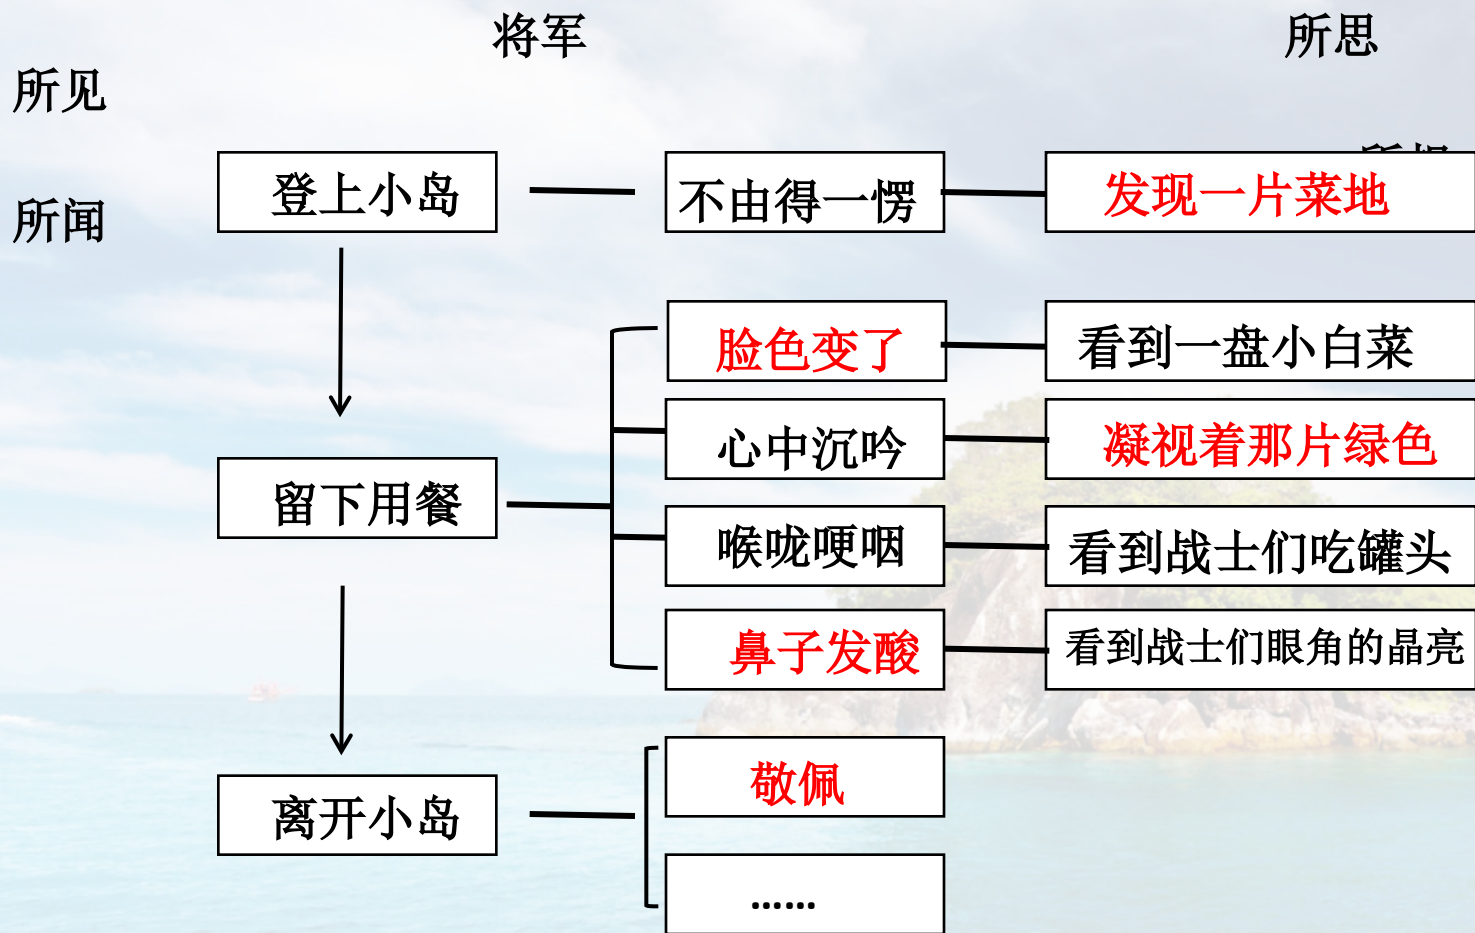 将军
所思
所见
所闻
登上小岛
不由得一愣
发现一片菜地
脸色变了
看到一盘小白菜
心中沉吟
凝视着那片绿色
留下用餐
喉咙哽咽
看到战士们吃罐头
鼻子发酸
看到战士们眼角的晶亮
敬佩
离开小岛
……